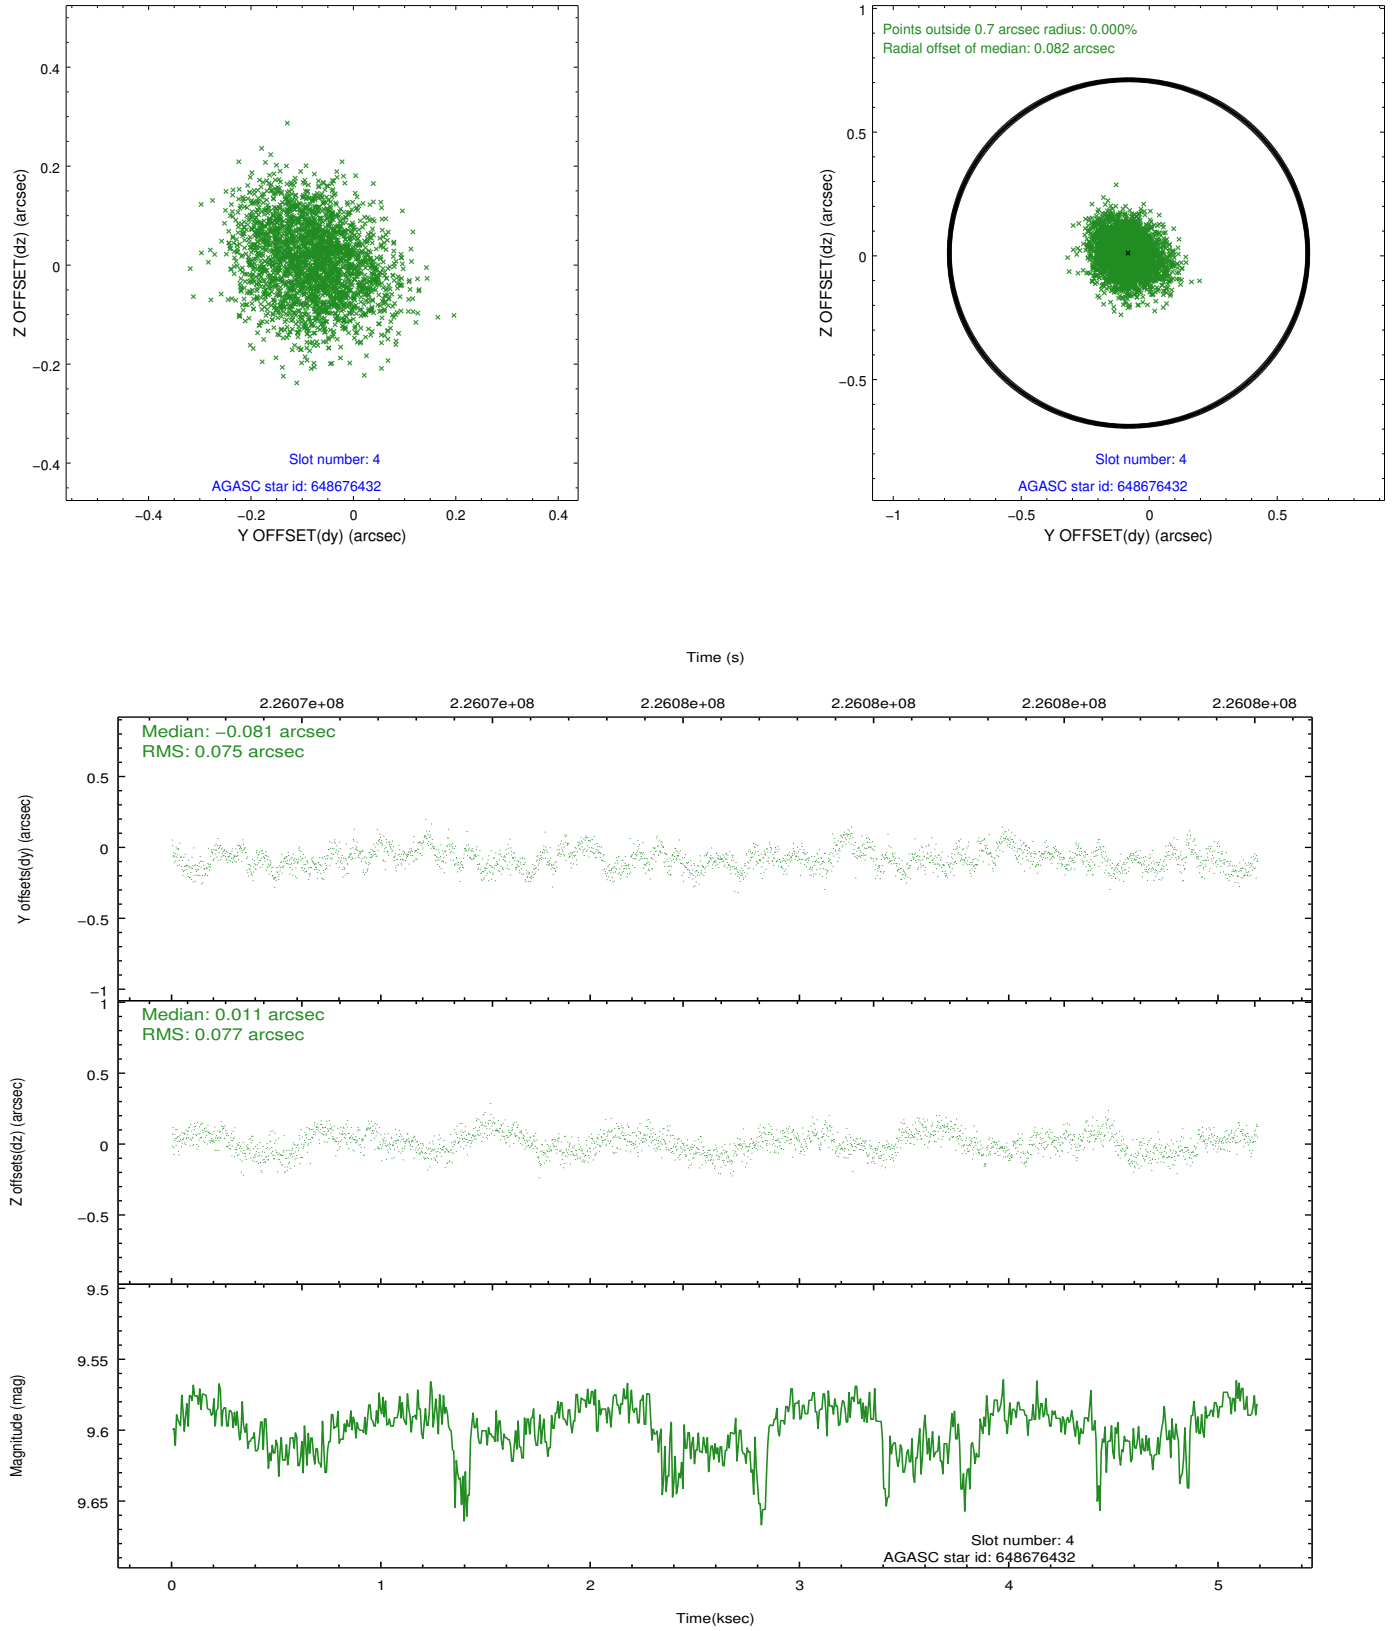 0.4
0.2
0
−0.2
−0.4
Z OFFSET(dz) (arcsec)
Slot number: 4
AGASC star id: 648676432
−0.4
−0.2
0
0.2
0.4
Y OFFSET(dy) (arcsec)
Points outside 0.7 arcsec radius: 0.000%
Radial offset of median: 0.082 arcsec
1
0.5
0
−0.5
Z OFFSET(dz) (arcsec)
Slot number: 4
AGASC star id: 648676432
−1
−0.5
0
0.5
Y OFFSET(dy) (arcsec)
Time (s)
2.2607e+08
2.2607e+08
2.2608e+08
2.2608e+08
2.2608e+08
2.2608e+08
Median: −0.081 arcsec
RMS: 0.075 arcsec
0.5
0
−0.5
−1
Y offsets(dy) (arcsec)
Median: 0.011 arcsec
RMS: 0.077 arcsec
1
0.5
0
−0.5
Z offsets(dz) (arcsec)
9.5
9.55
9.6
9.65
Magnitude (mag)
Slot number: 4
AGASC star id: 648676432
0
1
2
3
4
5
Time(ksec)